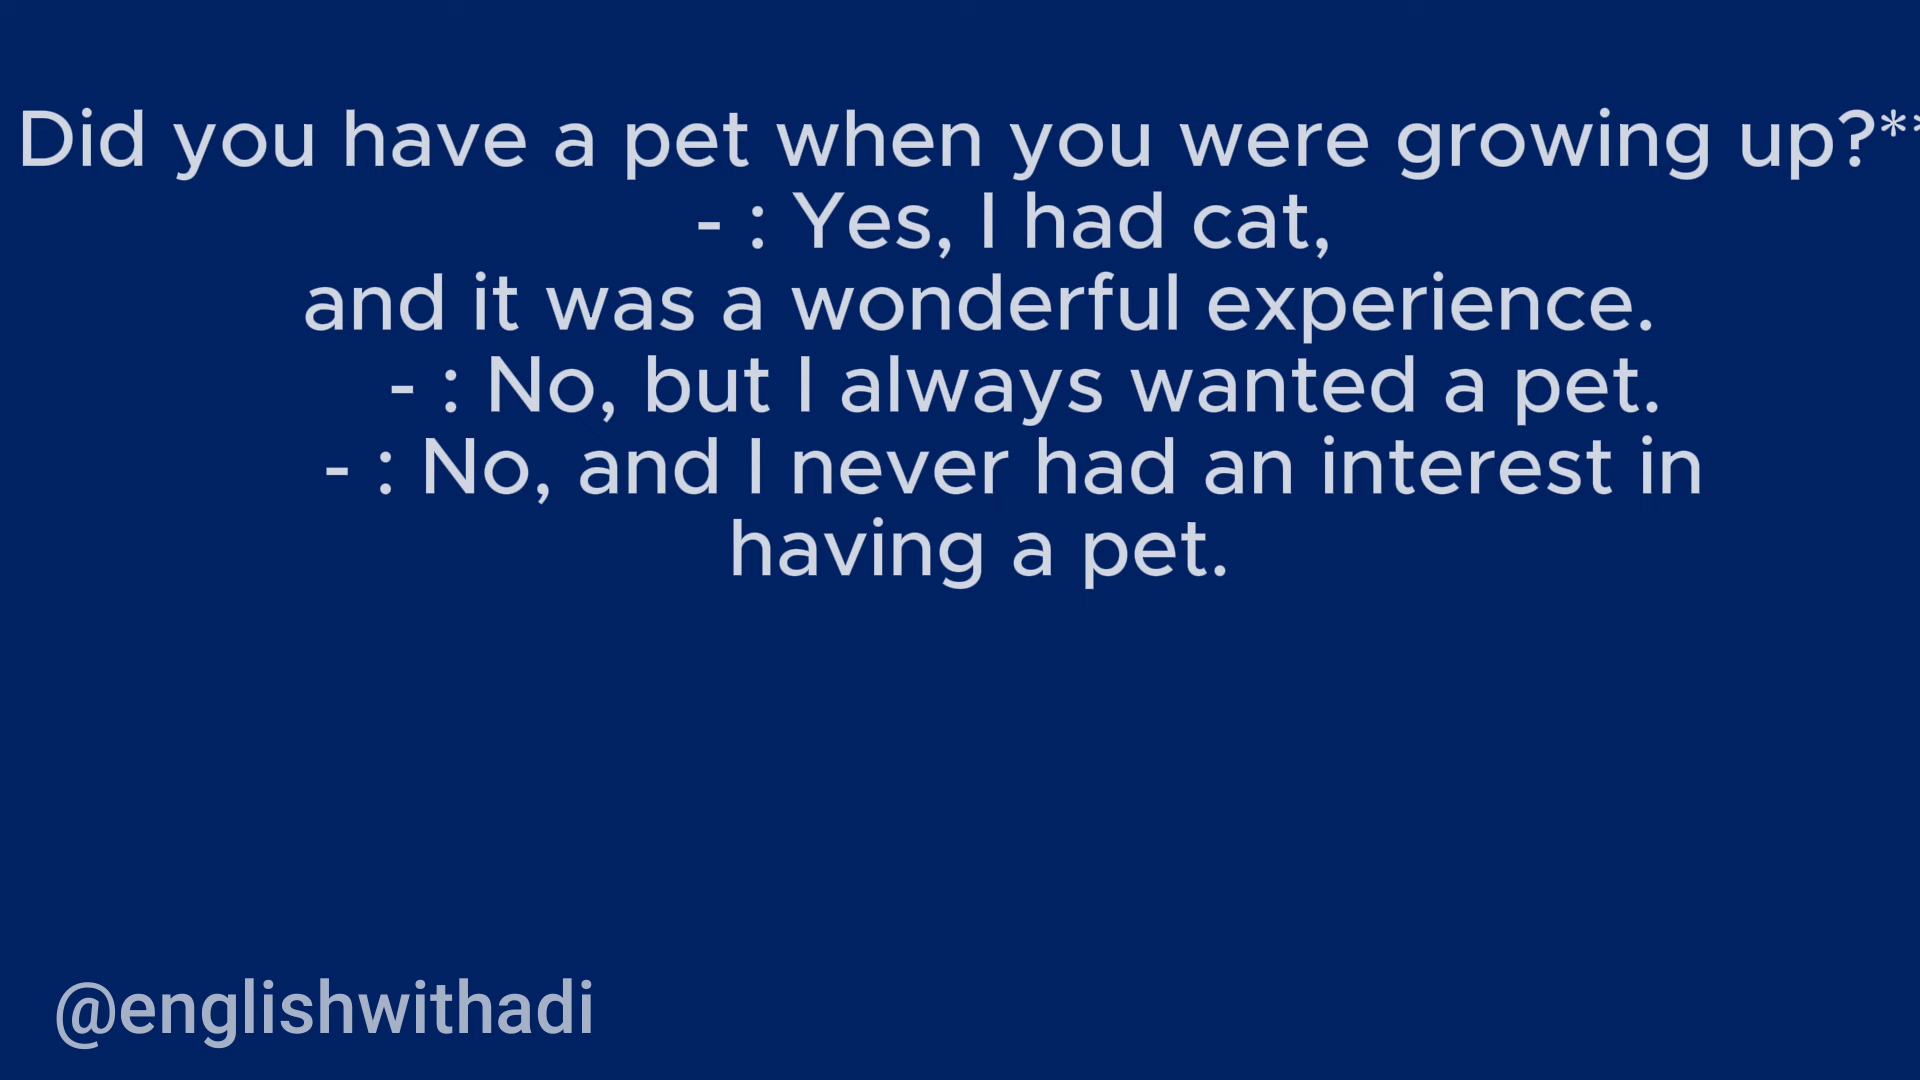 Did you have a pet when you were growing up?**
- : Yes, I had cat,
and it was a wonderful experience.
- : No, but I always wanted a pet.
- : No, and I never had an interest in
having a pet.
@englishwithadi